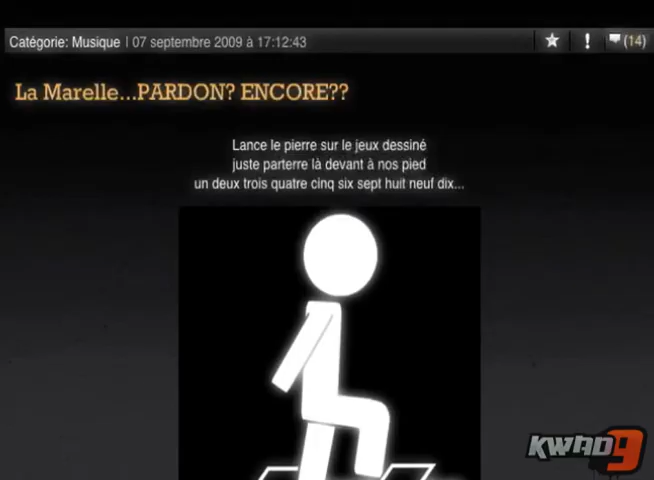 Catégorie: Musique | 07 septembre 2009 à 17:12:43
(14)
La Marelle...PARDON? ENCORE??
Lance le pierre sur le jeux dessiné
juste parterre là devant à nos pied
un deux trois quatre cinq six sept huit neuf dix...
KWAD9